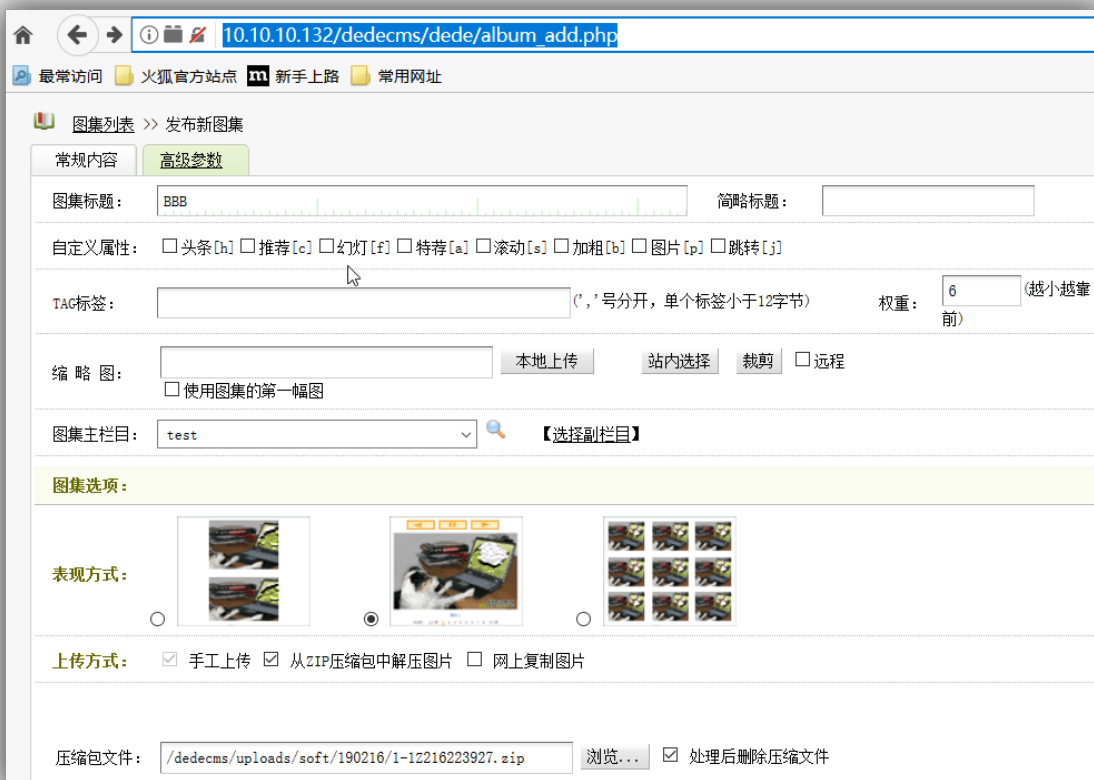 10.10.10.132/dedecms/dede/album_add.php
最常访问 火狐官方站点 m 新手上路 常用网址
图集列表 >> 发布新图集
常规内容 高级参数
图集标题: BBB 简略标题:
自定义属性: 头条[h] 推荐[c] 幻灯[f] 特荐[a] 滚动[s] 加粗[b] 图片[p] 跳转[j]
TAG标签: (','号分开，单个标签小于12字节) 权重: 6 (越小越靠
前)
缩 略 图: 本地上传 站内选择 裁剪 远程
使用图集的第一幅图
图集主栏目: test 【选择副栏目】
图集选项:
表现方式:
上传方式: 手工上传 从ZIP压缩包中解压图片 网上复制图片
压缩包文件: /dedecms/uploads/soft/190216/1-1Z216223927.zip 浏览... 处理后删除压缩文件